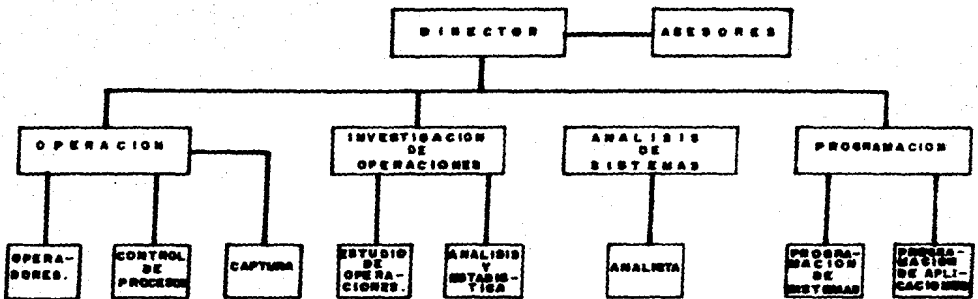 DIRECTOR
ASESORES
OPERACION
INVESTIGACION
DE
OPERACIONES
ANALISIS
DE
SISTEMAS
PROGRAMACION
OPERA-
DORES.
CONTROL
DE
PROCESOS
CAPTURA
ESTUDIO
DE
OPERA-
CIONES.
ANALISIS
Y
ESTADIS-
TICA
ANALISTA
PROGRA-
MACION
DE
SISTEMAS
PROGRA-
MACION
DE APLI-
CACIONES